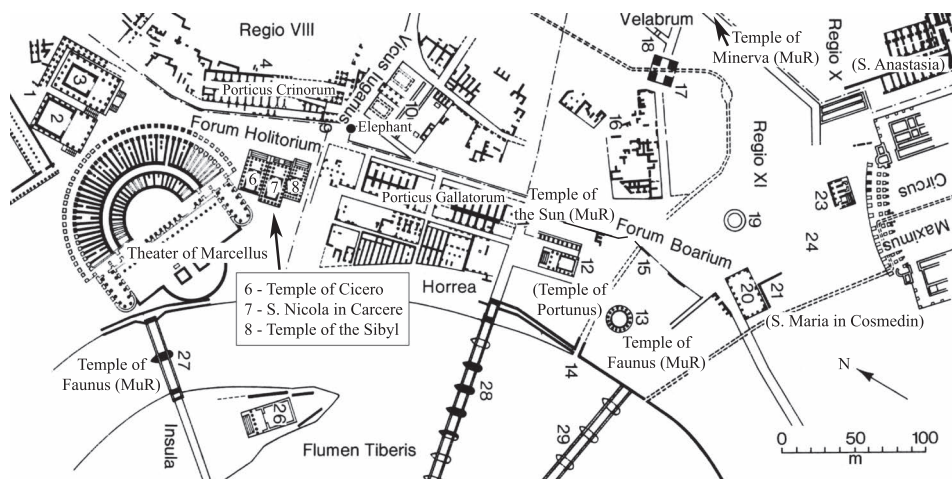 Regio VIII
Velabrum
Temple of
Minerva (MuR)
Regio X
(S. Anastasia)
18
17
3
4
1
2
Porticus Crinorum
Vicus Iugarius
10
Elephant
9
Forum Holitorium
16
Regio XI
Circus
Maximus
6
7
8
Porticus Gallatorum
Temple of
the Sun (MuR)
Forum Boarium
19
23
24
Theater of Marcellus
6 - Temple of Cicero
7 - S. Nicola in Carcere
8 - Temple of the Sibyl
Horrea
12
(Temple of
Portunus)
15
20
21
(S. Maria in Cosmedin)
13
Temple of
Faunus (MuR)
14
Temple of
Faunus (MuR)
27
28
29
26
Insula
Flumen Tiberis
N
0 50 100
m